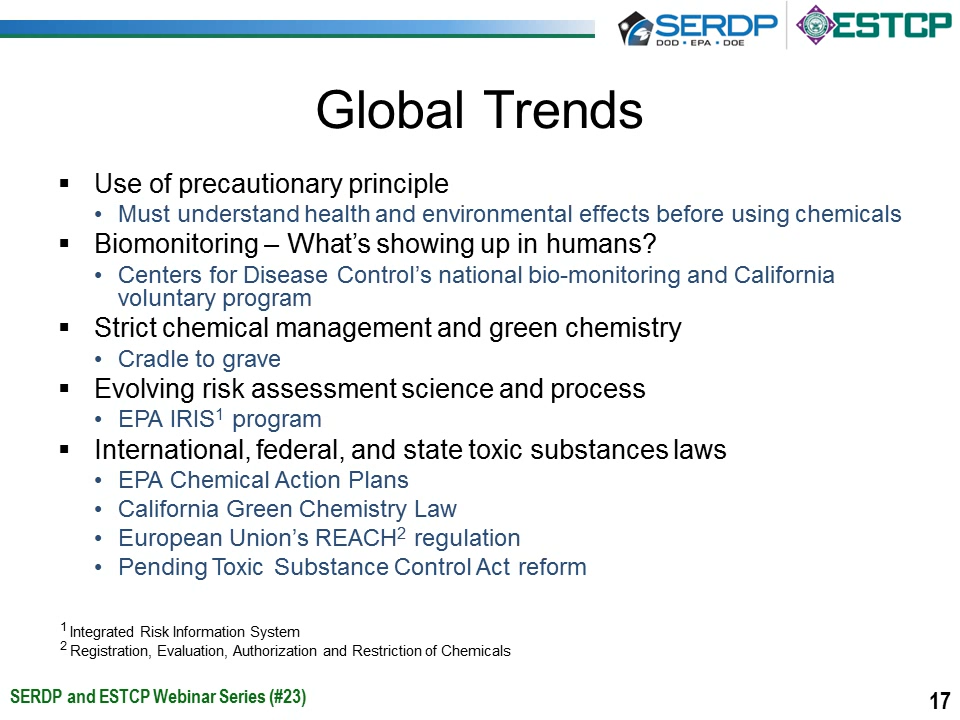 SERDP
DOD • EPA • DOE
ESTCP
Global Trends
▪ Use of precautionary principle
• Must understand health and environmental effects before using chemicals
▪ Biomonitoring – What's showing up in humans?
• Centers for Disease Control's national bio-monitoring and California
voluntary program
▪ Strict chemical management and green chemistry
• Cradle to grave
▪ Evolving risk assessment science and process
• EPA IRIS¹ program
▪ International, federal, and state toxic substances laws
• EPA Chemical Action Plans
• California Green Chemistry Law
• European Union's REACH² regulation
• Pending Toxic Substance Control Act reform
¹ Integrated Risk Information System
² Registration, Evaluation, Authorization and Restriction of Chemicals
SERDP and ESTCP Webinar Series (#23)
17